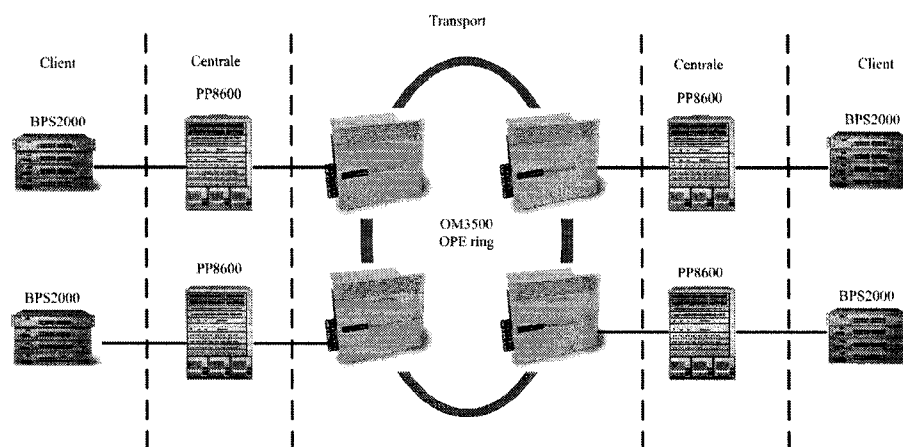 Transport
Client
Centrale
Centrale
Client
PP8600
PP8600
BPS2000
BPS2000
OM3500
OPE ring
PP8600
PP8600
BPS2000
BPS2000